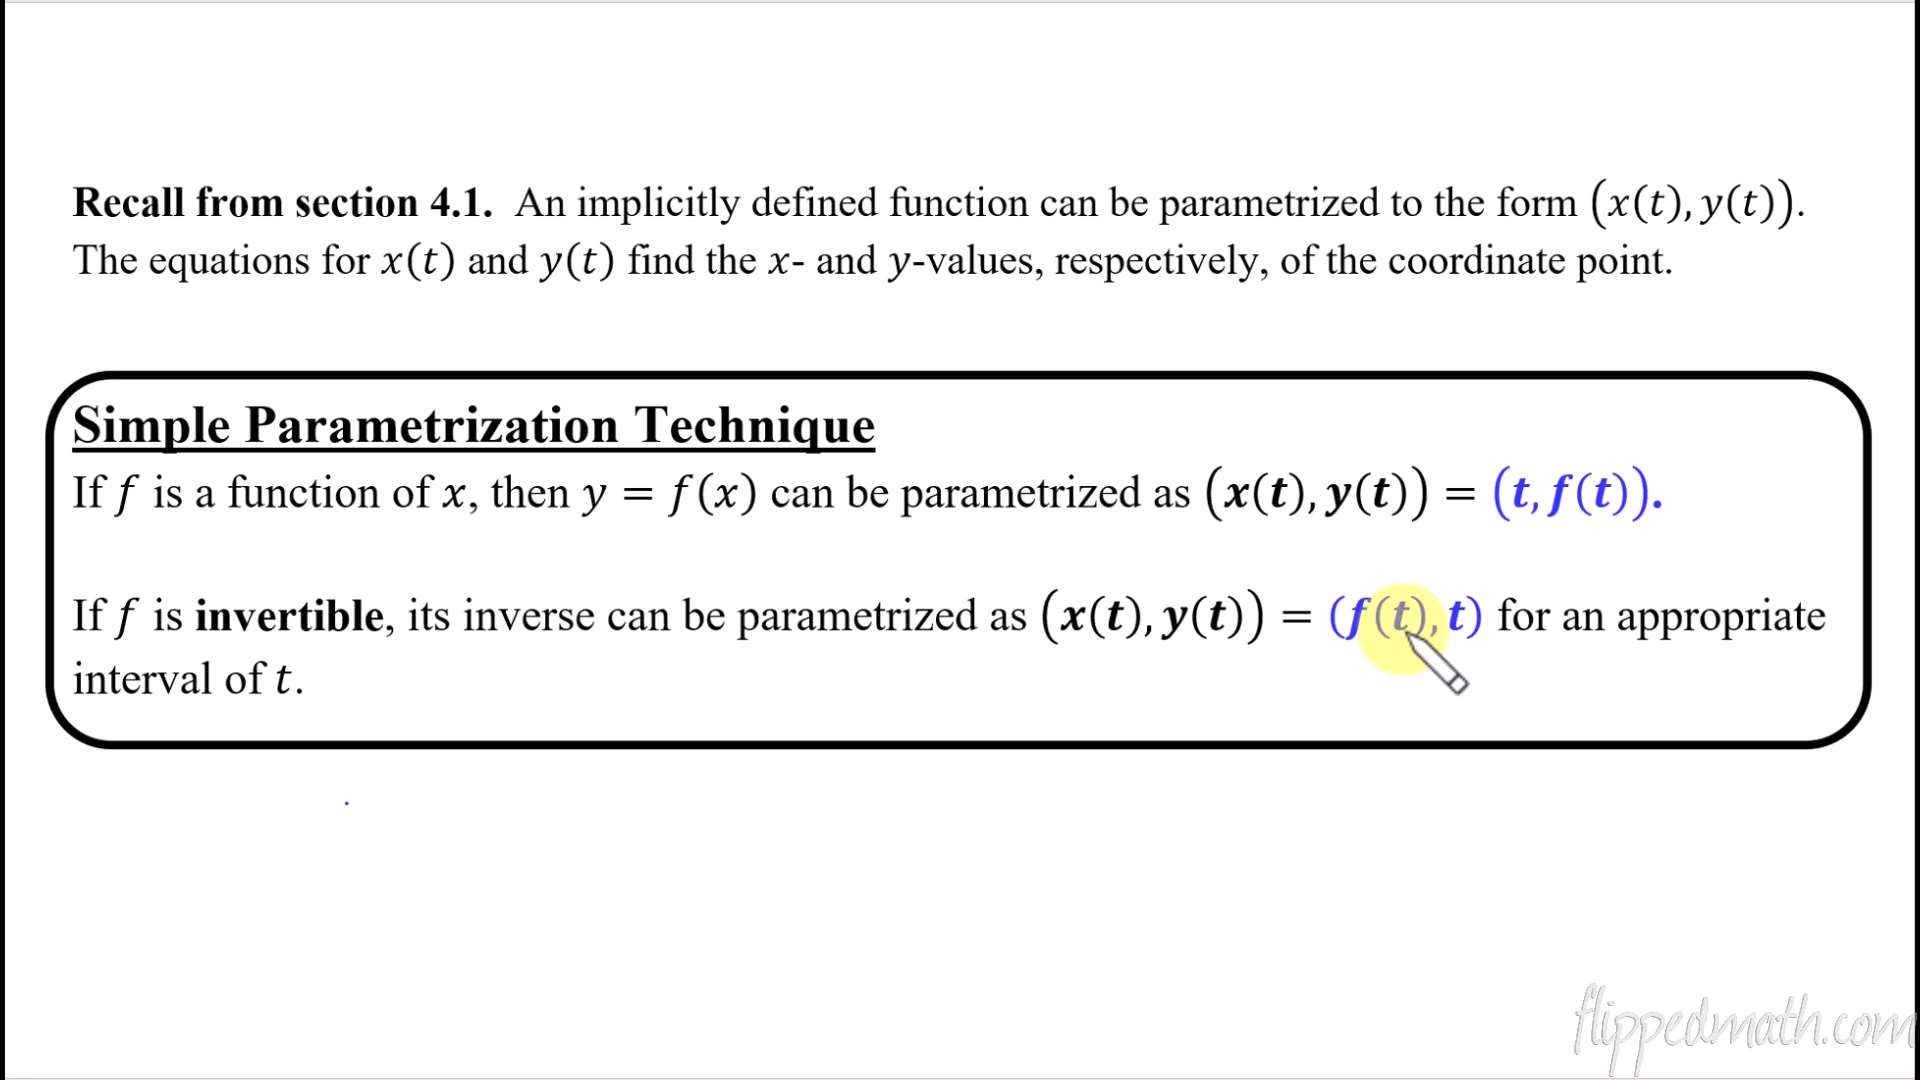 Recall from section 4.1. An implicitly defined function can be parametrized to the form (x(t), y(t)).
The equations for x(t) and y(t) find the x- and y-values, respectively, of the coordinate point.
Simple Parametrization Technique
If f is a function of x, then y = f(x) can be parametrized as (x(t), y(t)) = (t, f(t)).
If f is invertible, its inverse can be parametrized as (x(t), y(t)) = (f(t), t) for an appropriate
interval of t.
flippedmath.com